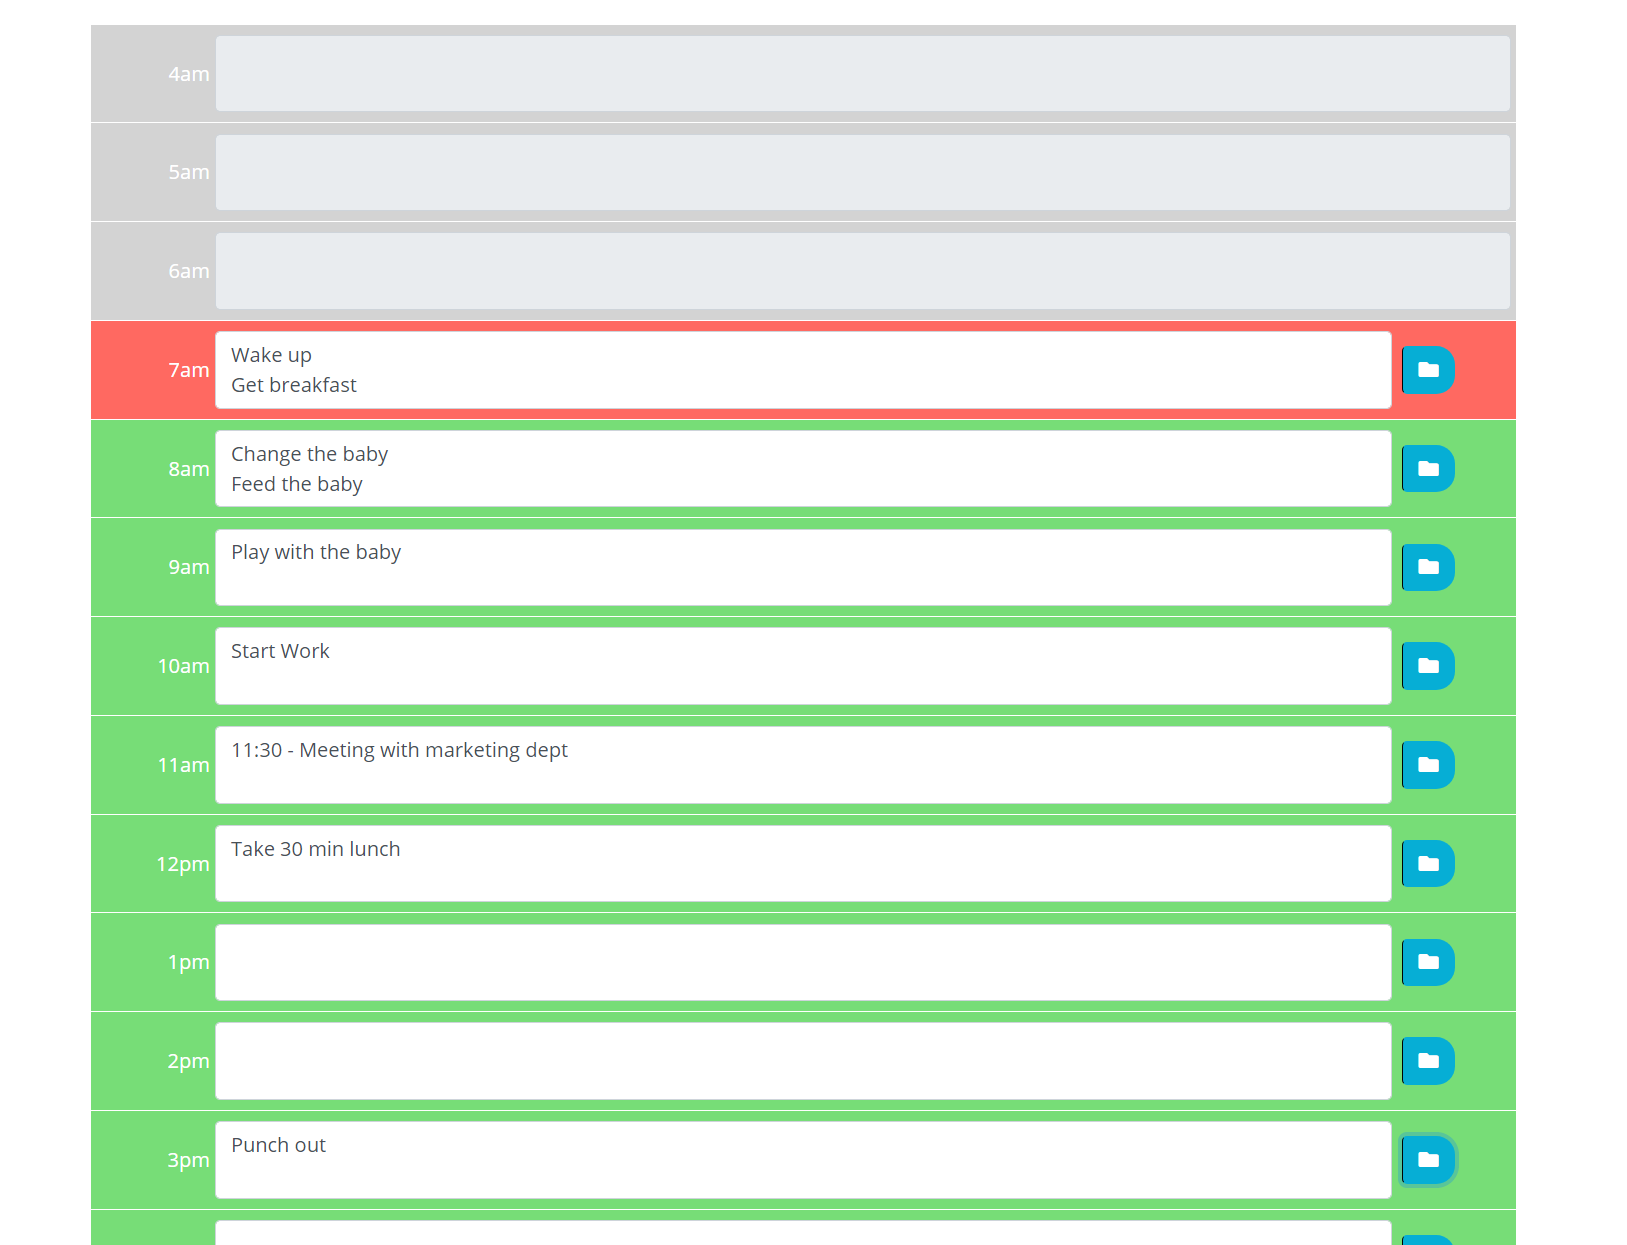 4am
5am
6am
7am
Wake up
Get breakfast
8am
Change the baby
Feed the baby
9am
Play with the baby
10am
Start Work
11am
11:30 - Meeting with marketing dept
12pm
Take 30 min lunch
1pm
2pm
3pm
Punch out